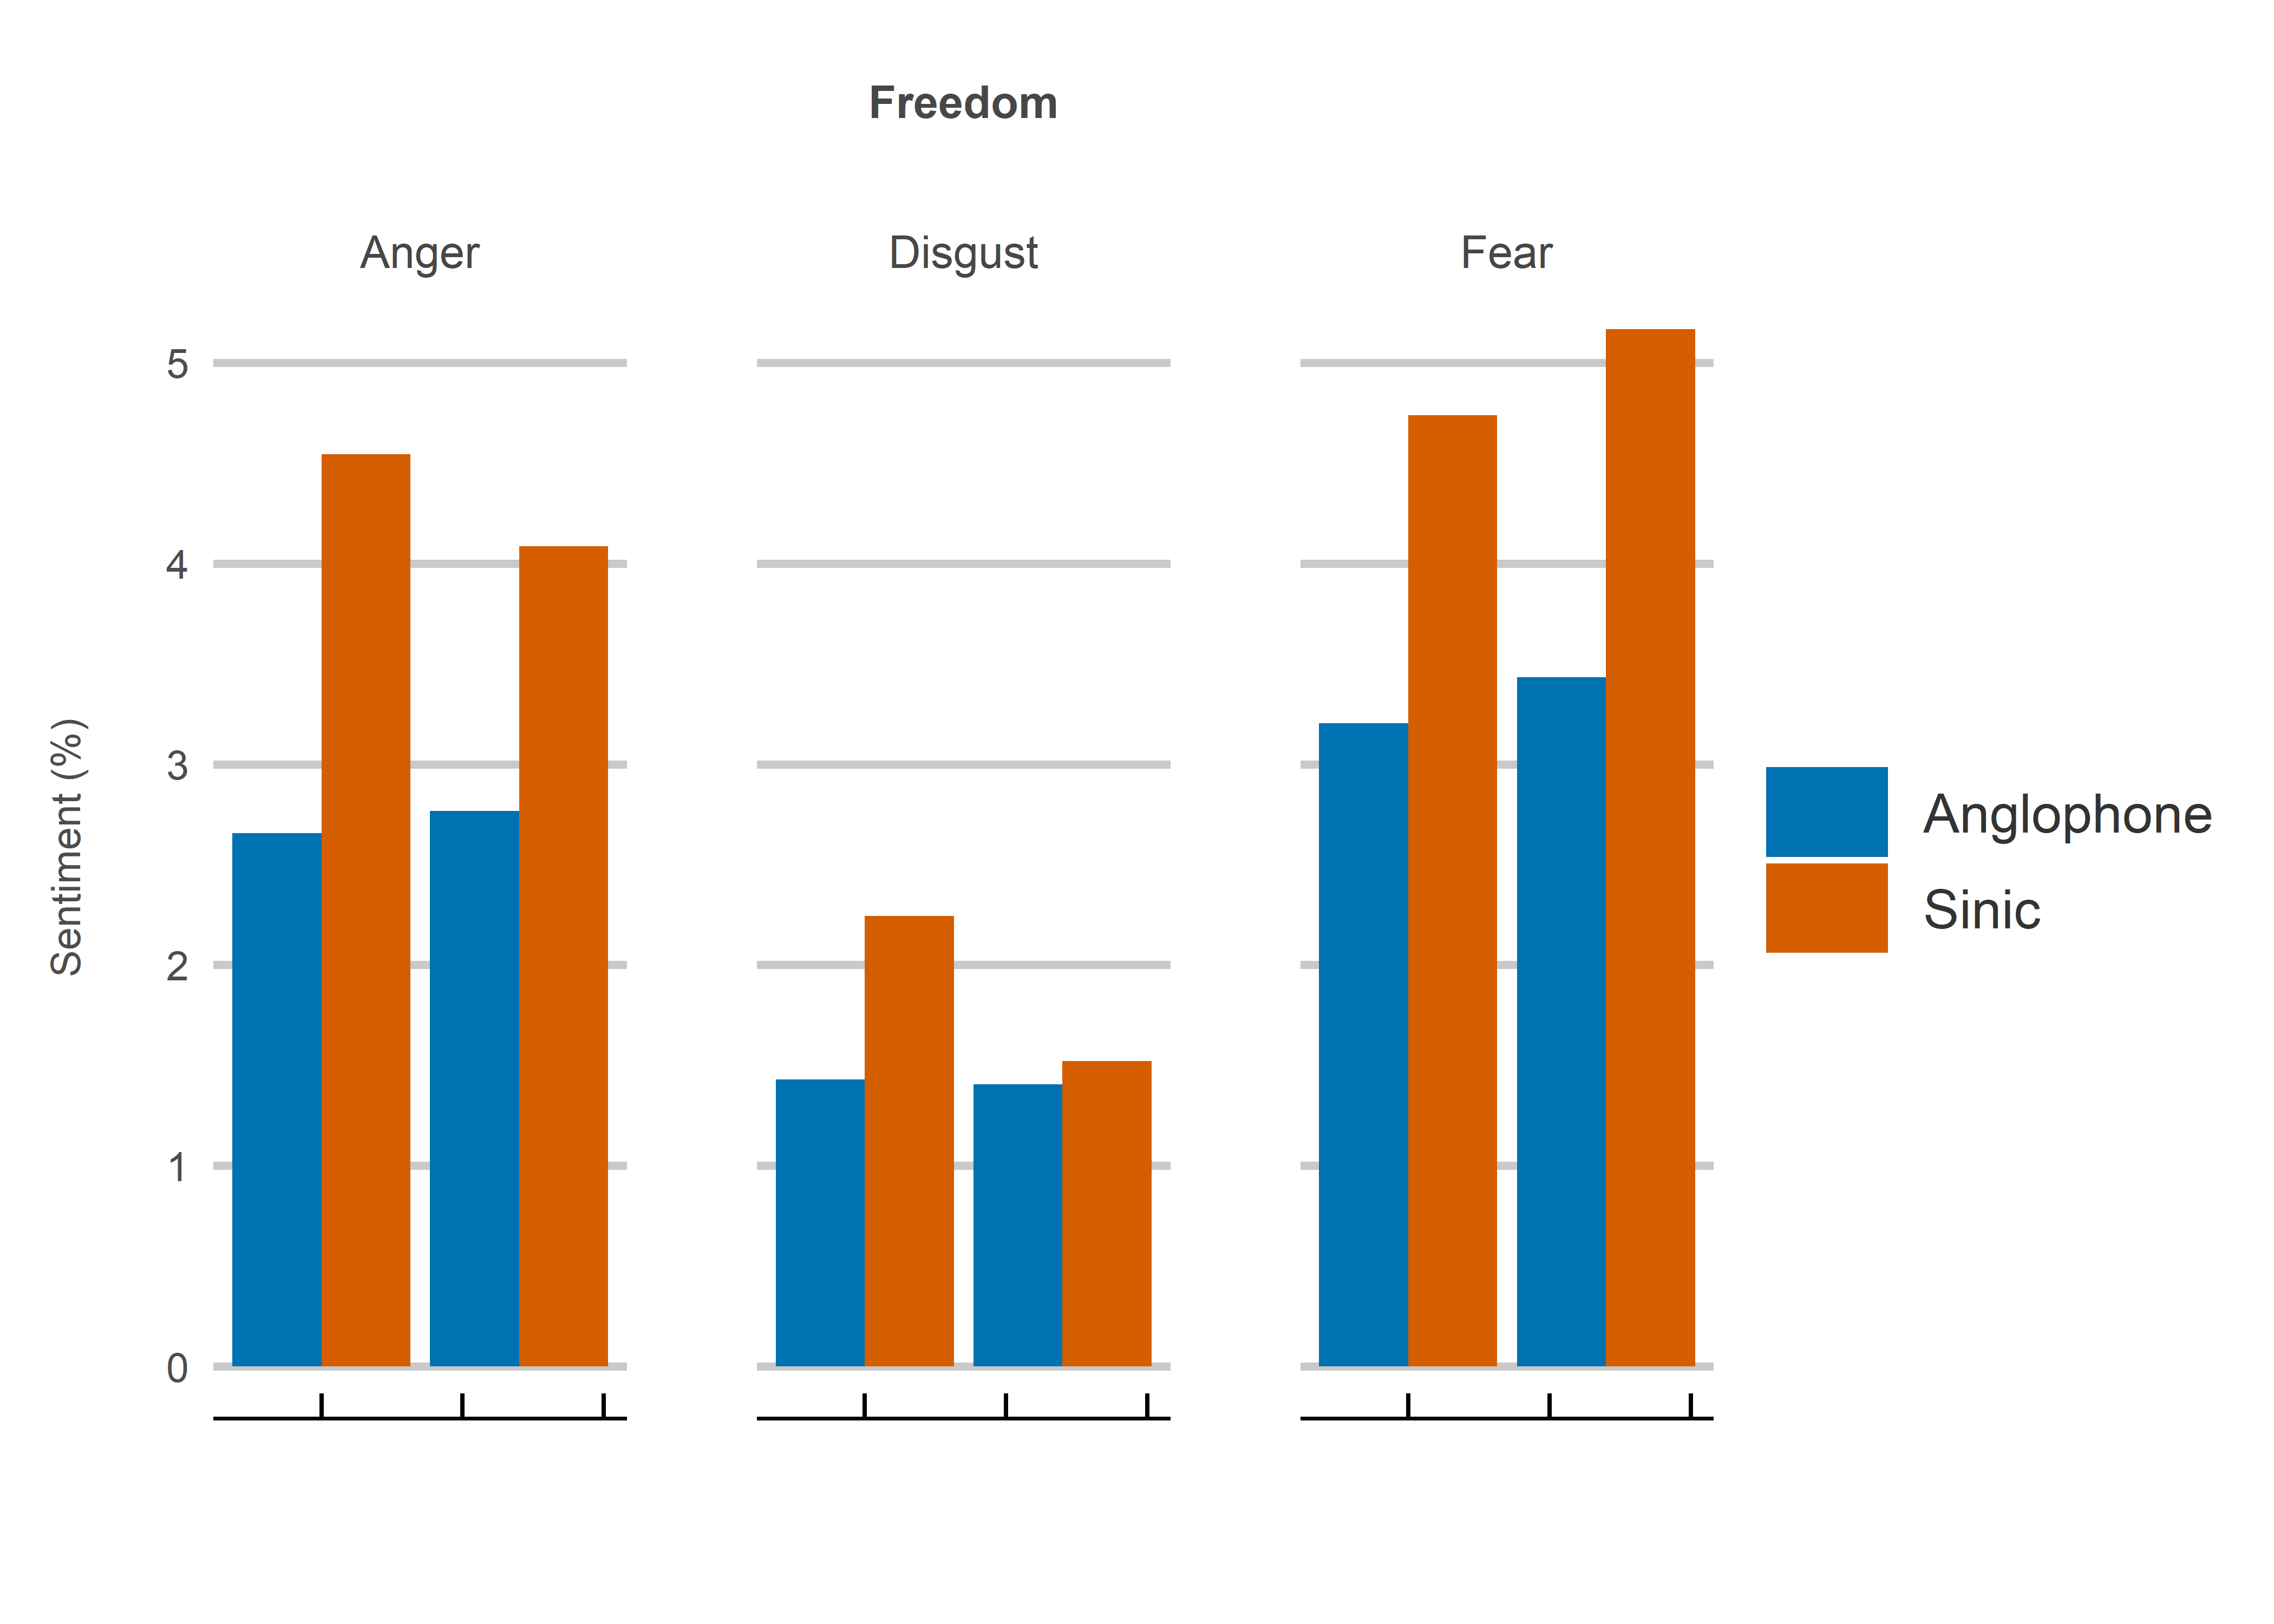 Freedom
Anger
Disgust
Fear
5
4
3
2
1
0
Sentiment (%)
Anglophone
Sinic